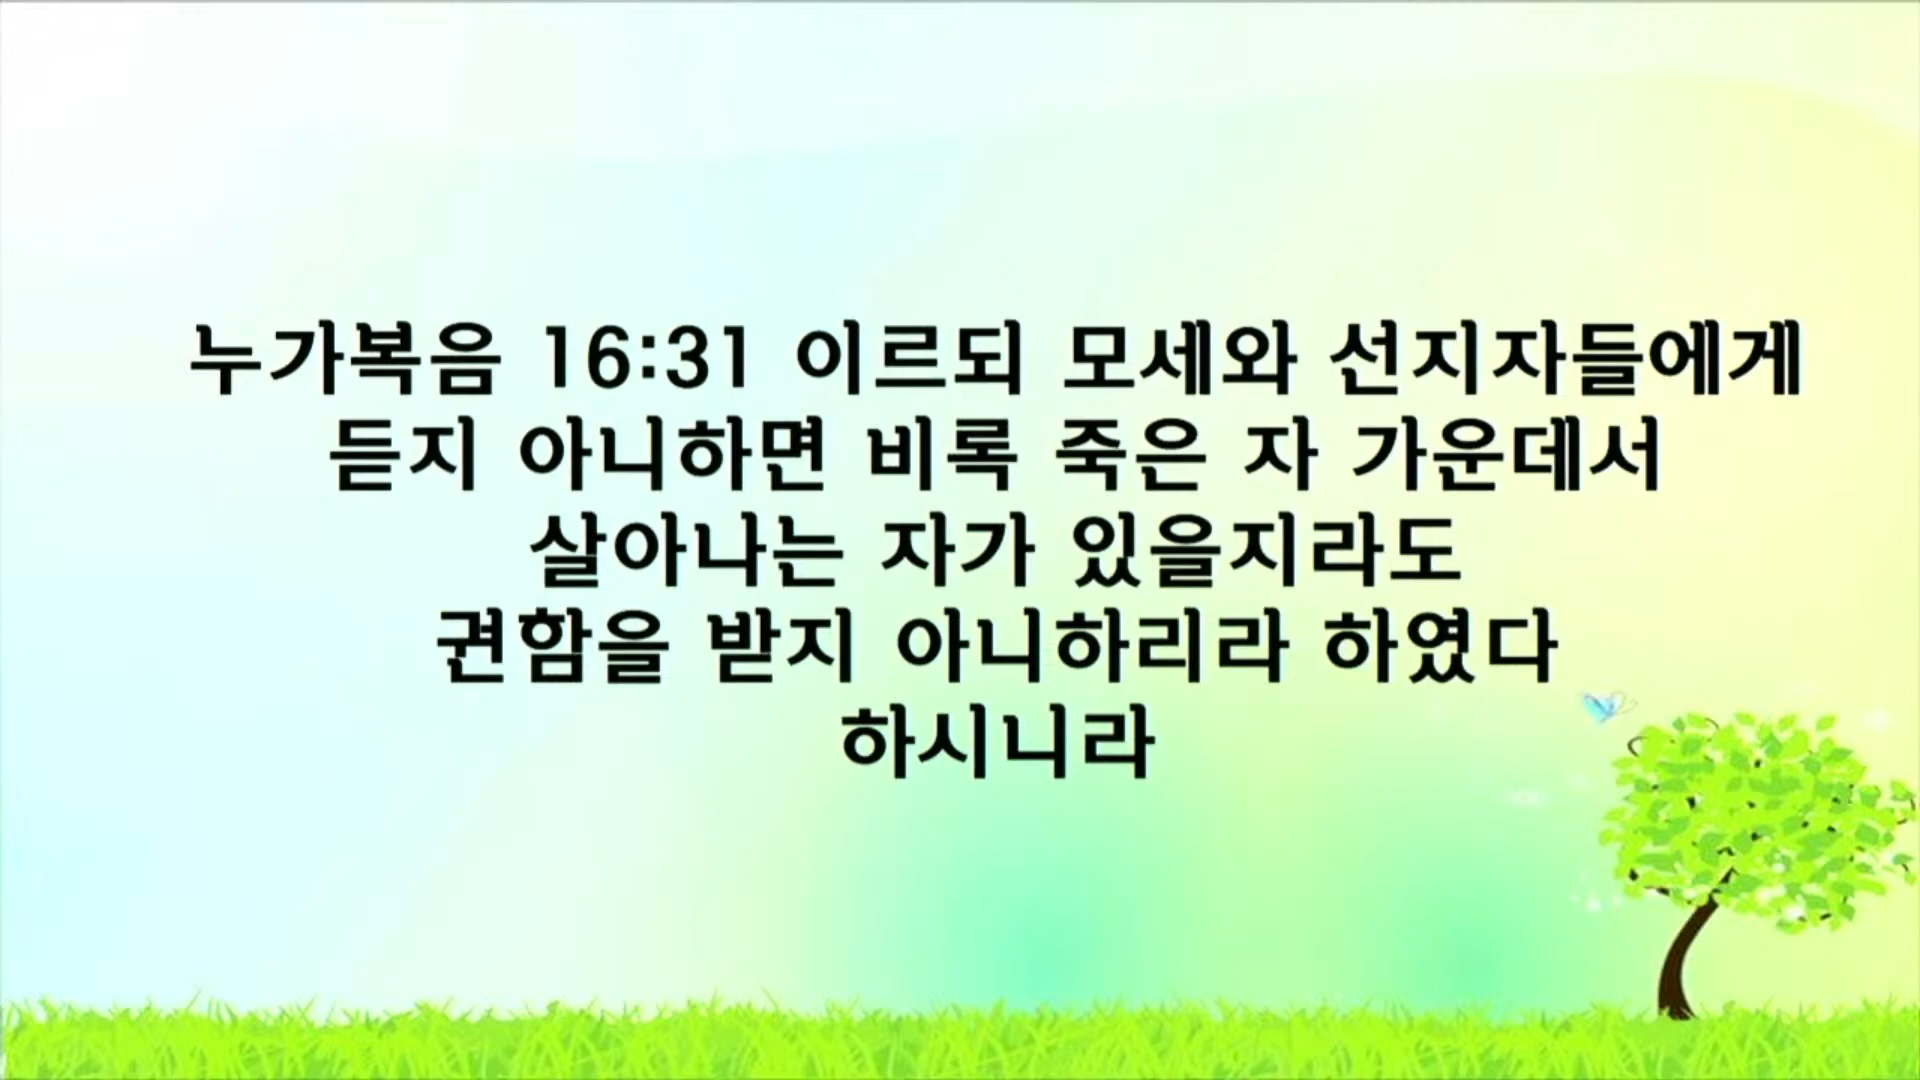 누가복음 16:31 이르되 모세와 선지자들에게
듣지 아니하면 비록 죽은 자 가운데서
살아나는 자가 있을지라도
권함을 받지 아니하리라 하였다
하시니라